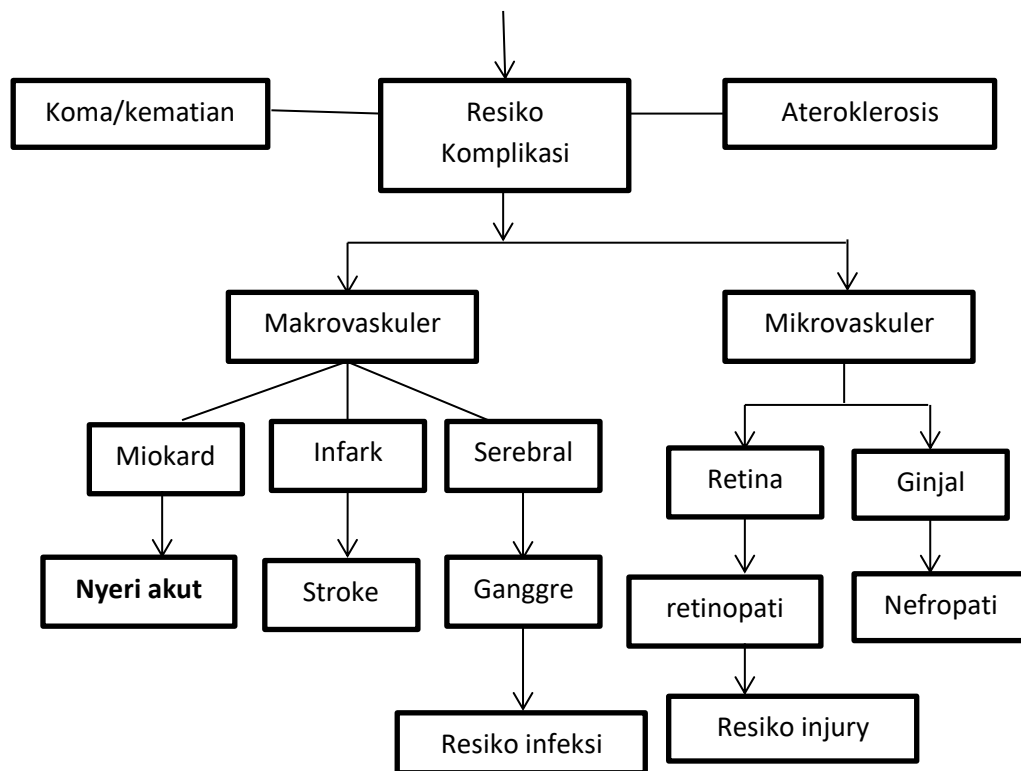 Koma/kematian
Resiko
Komplikasi
Ateroklerosis
Makrovaskuler
Mikrovaskuler
Miokard
Infark
Serebral
Retina
Ginjal
Nyeri akut
Stroke
Ganggre
retinopati
Nefropati
Resiko infeksi
Resiko injury